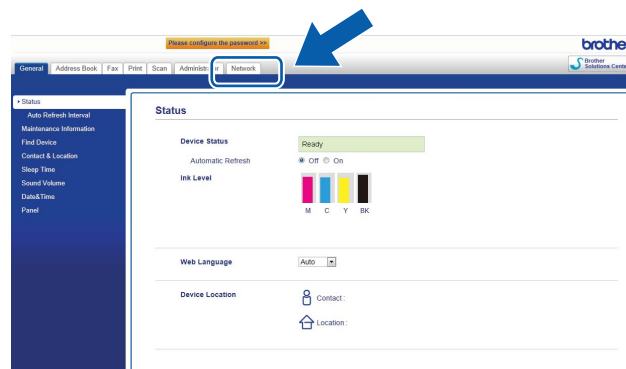 Please configure the password >>
brothe
General Address Book Fax Print Scan Administrator Network
Brother
Solutions Cente
Status
Auto Refresh Interval
Maintenance Information
Find Device
Contact & Location
Sleep Time
Sound Volume
Date&Time
Panel
Status
Device Status Ready
Automatic Refresh Off On
Ink Level
M C Y BK
Web Language Auto
Device Location Contact :
Location :